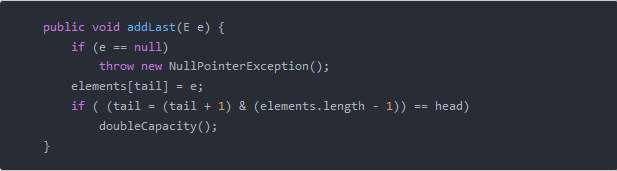 public void addLast(E e) {
    if (e == null)
        throw new NullPointerException();
    elements[tail] = e;
    if ( (tail = (tail + 1) & (elements.length - 1)) == head)
        doubleCapacity();
}